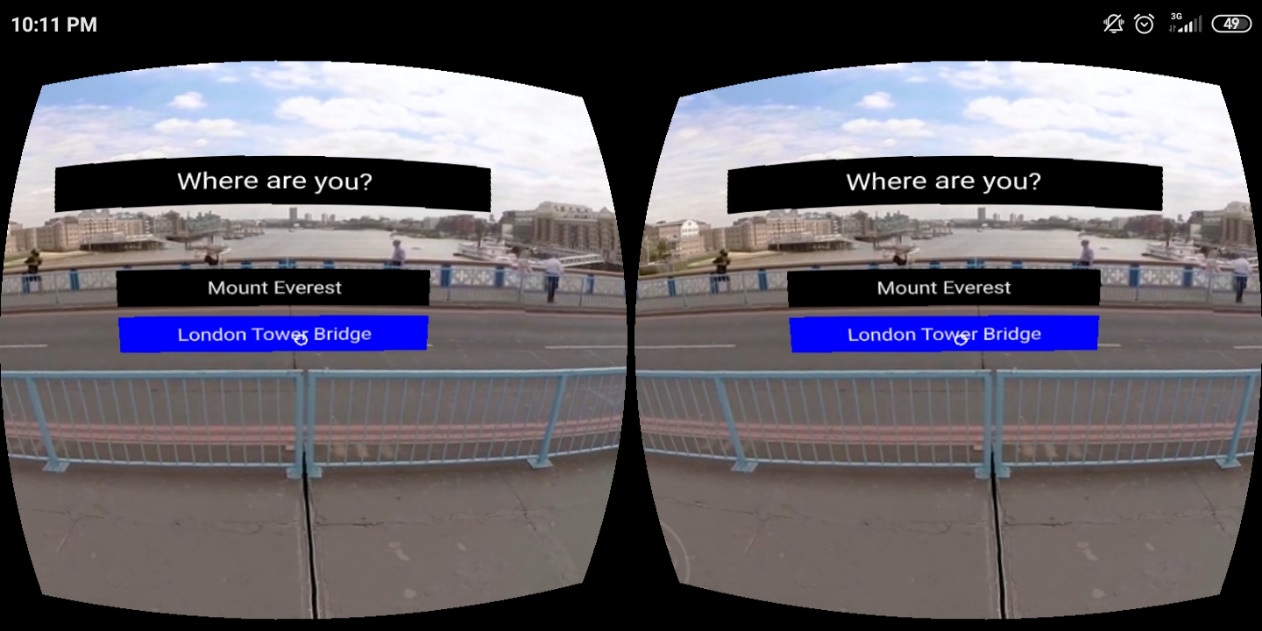 10:11 PM
3G
49
Where are you?
Where are you?
Mount Everest
Mount Everest
London Tower Bridge
London Tower Bridge